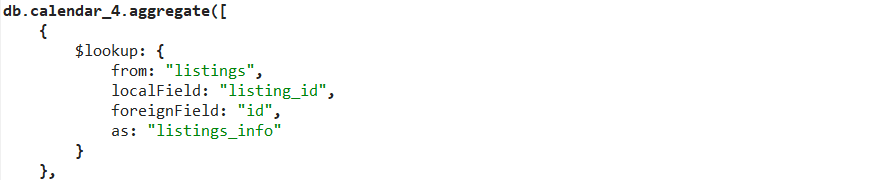 db.calendar_4.aggregate([
    {
        $lookup: {
            from: "listings",
            localField: "listing_id",
            foreignField: "id",
            as: "listings_info"
        }
    },